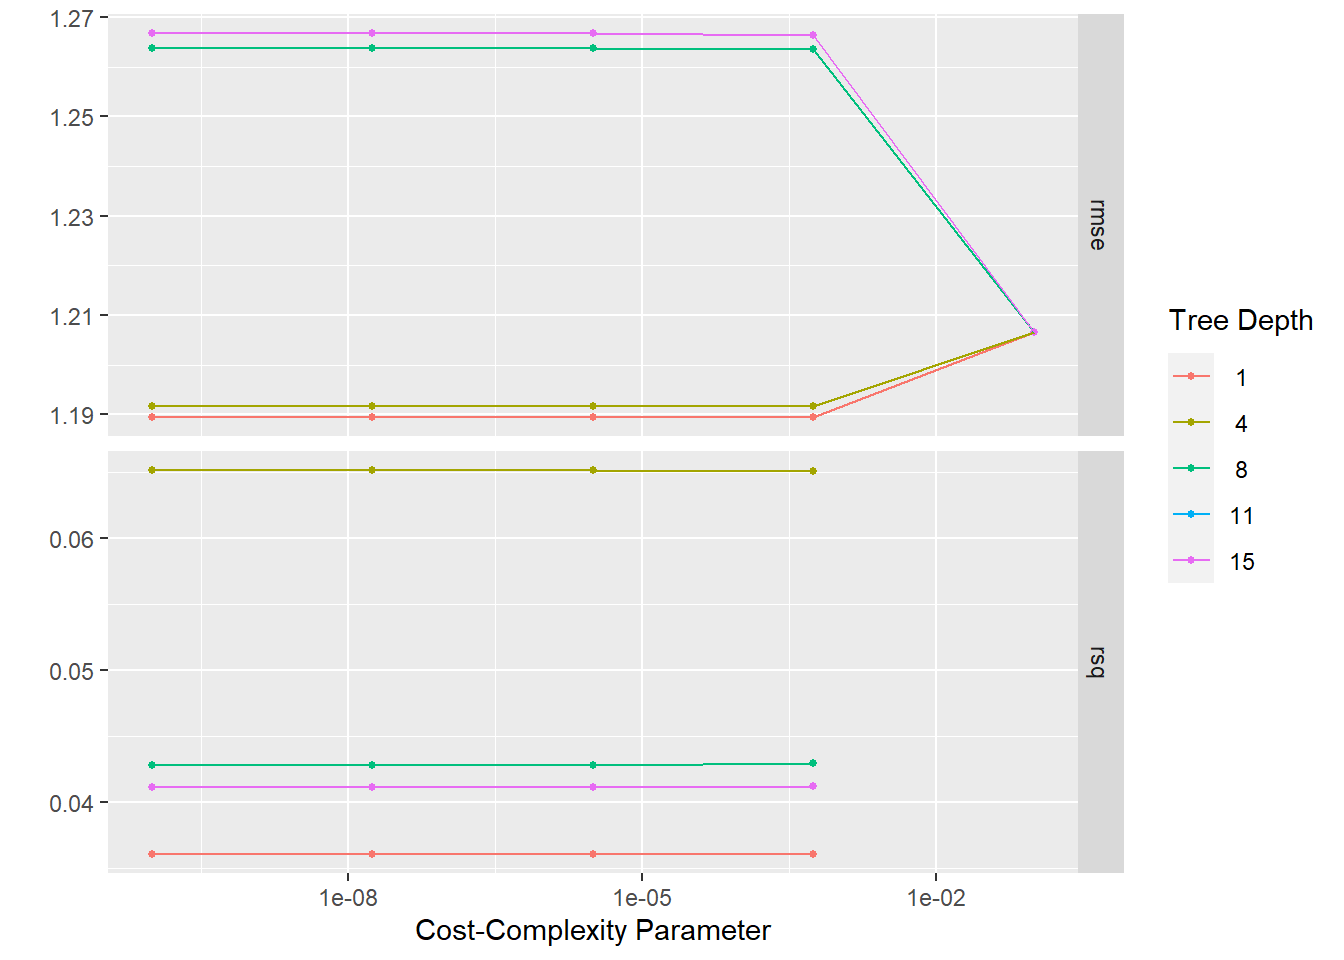 1.27
1.25
1.23
1.21
1.19
rmse
0.06
0.05
0.04
rsq
1e-08
1e-05
1e-02
Cost-Complexity Parameter
Tree Depth
1
4
8
11
15